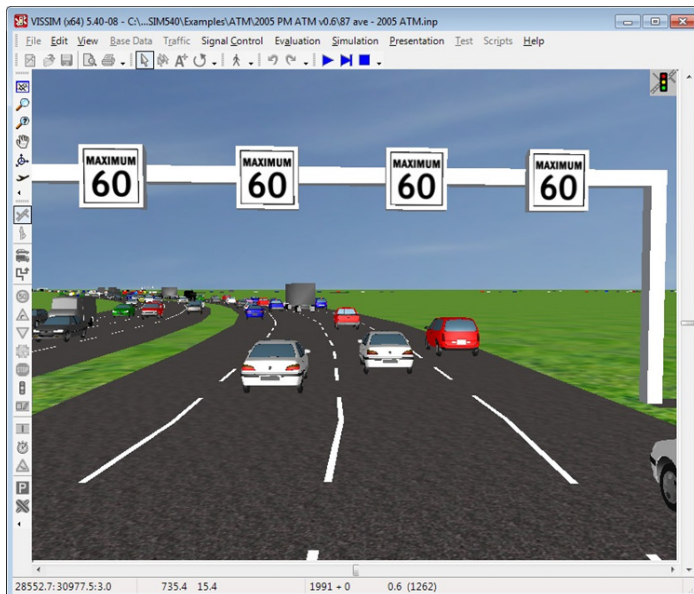 VISSIM (x64) 5.40-08 - C:\...SIM540\Examples\ATM\2005 PM ATM v0.6\87 ave - 2005 ATM.inp
File Edit View Base Data Traffic Signal Control Evaluation Simulation Presentation Test Scripts Help
MAXIMUM 60
MAXIMUM 60
MAXIMUM 60
MAXIMUM 60
50
STOP
P
28552.7:30977.5:3.0 735.4 15.4 1991 + 0 0.6 (1262)